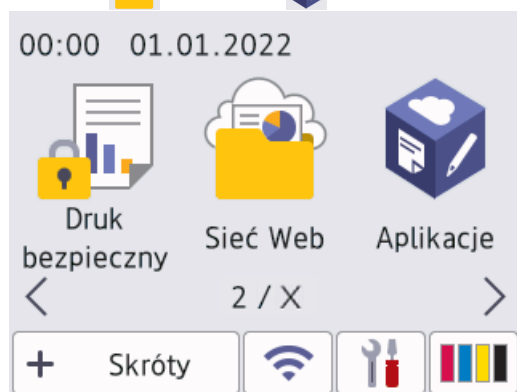 00:00 01.01.2022
Druk
bezpieczny
Sieć Web
Aplikacje
2 / X
+ Skróty